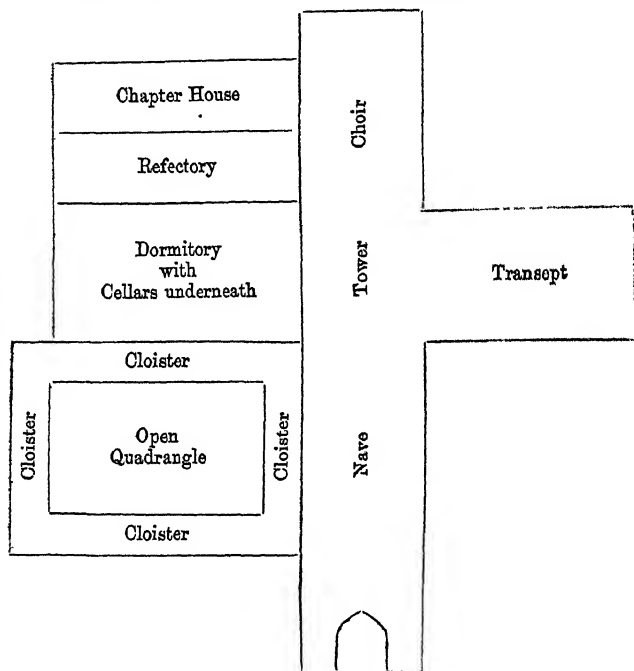 Chapter House
Choir
Refectory
Dormitory
with
Cellars underneath
Tower
Transept
Cloister
Cloister
Open
Quadrangle
Cloister
Nave
Cloister